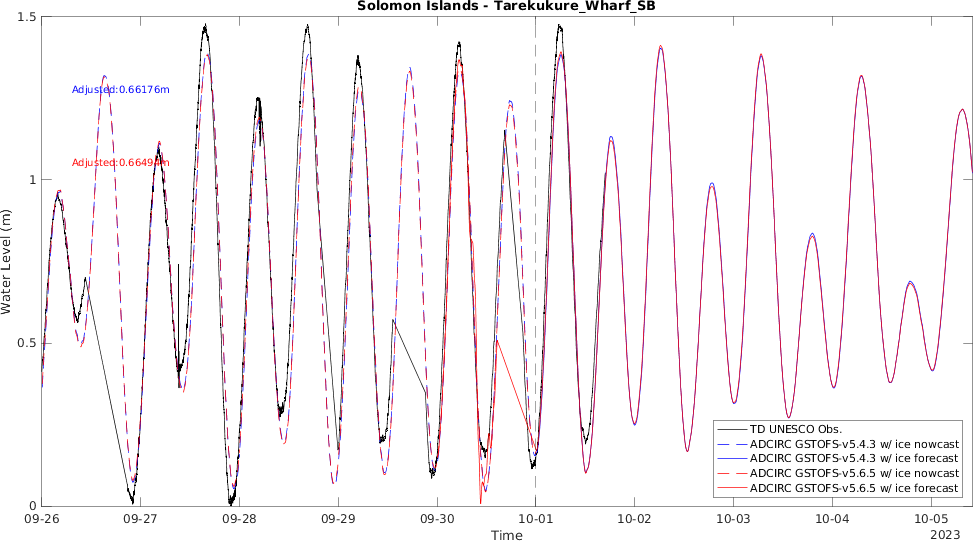 Solomon Islands - Tarekukure_Wharf_SB
1.5
1
0.5
0
Water Level (m)
Adjusted:0.66176m
Adjusted:0.66494m
TD UNESCO Obs.
ADCIRC GSTOFS-v5.4.3 w/ ice nowcast
ADCIRC GSTOFS-v5.4.3 w/ ice forecast
ADCIRC GSTOFS-v5.6.5 w/ ice nowcast
ADCIRC GSTOFS-v5.6.5 w/ ice forecast
09-26 09-27 09-28 09-29 09-30 10-01 10-02 10-03 10-04 10-05
Time
2023